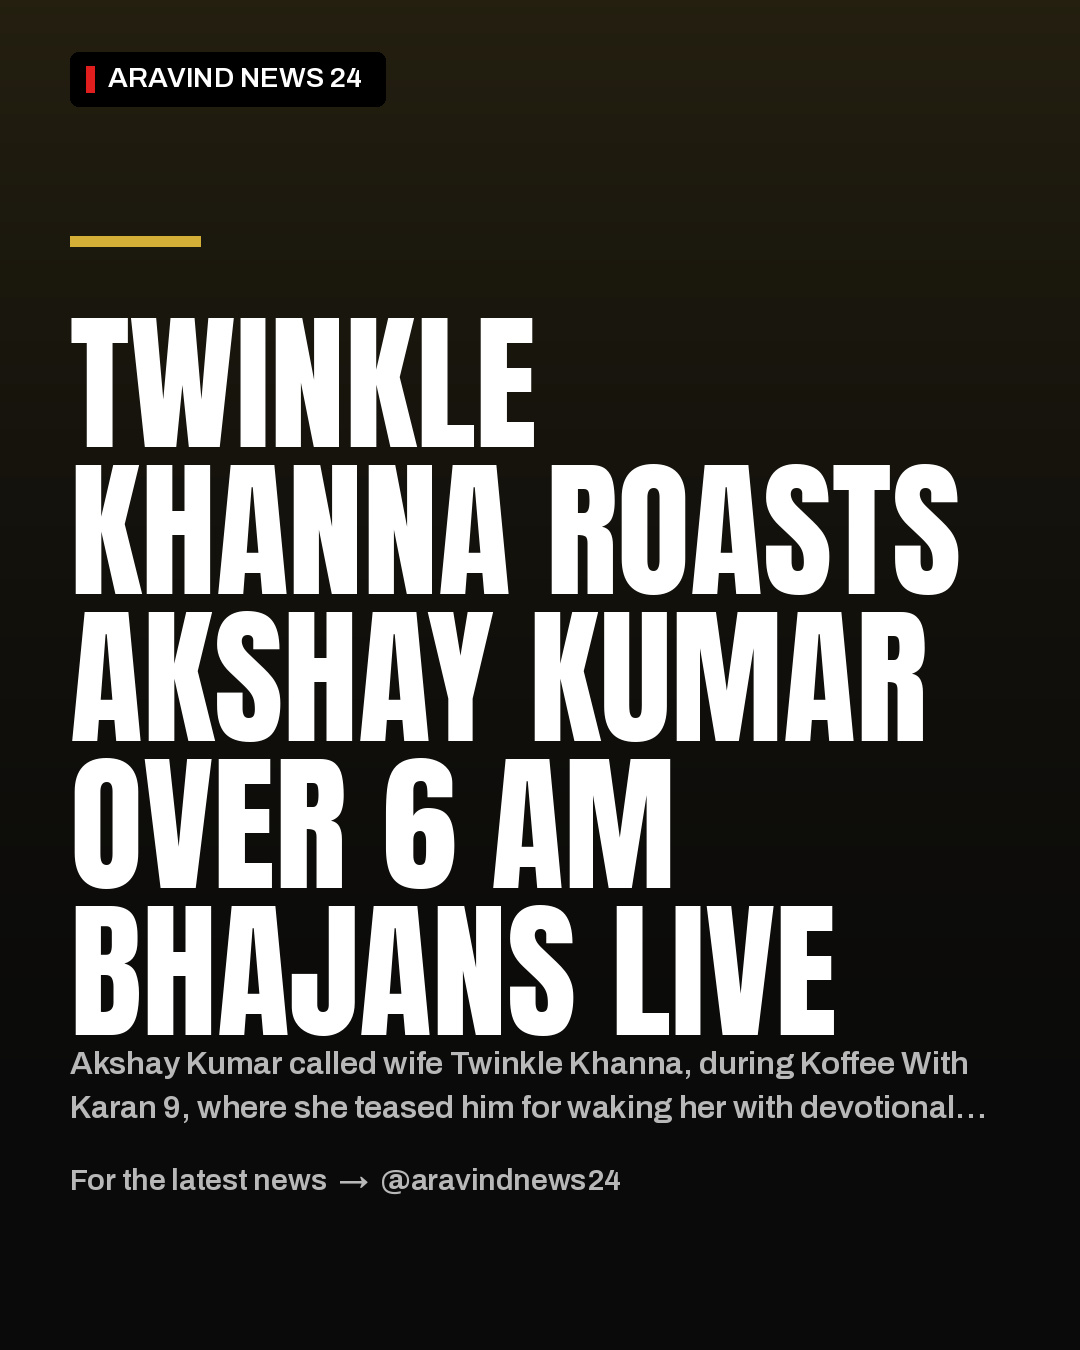 ARAVIND NEWS 24
TWINKLE
KHANNA ROASTS
AKSHAY KUMAR
OVER 6 AM
BHAJANS LIVE
Akshay Kumar called wife Twinkle Khanna, during Koffee With
Karan 9, where she teased him for waking her with devotional...
For the latest news → @aravindnews24